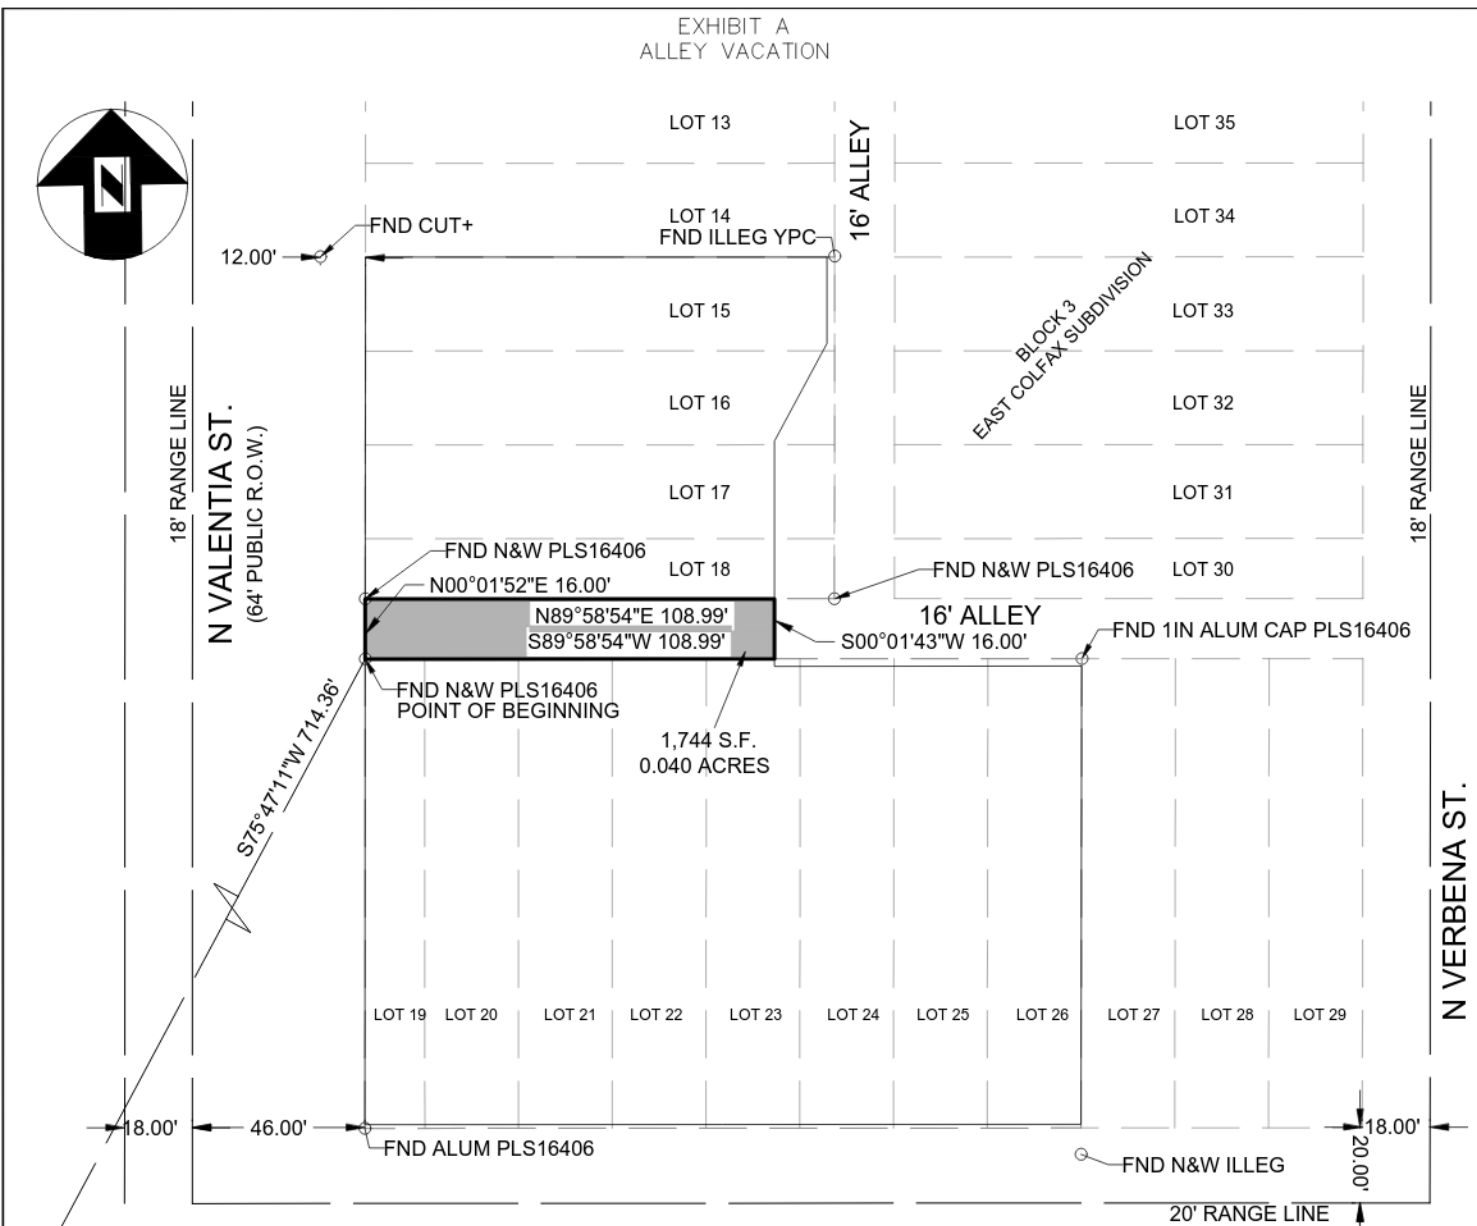 EXHIBIT A
ALLEY VACATION
N
LOT 13
LOT 35
16' ALLEY
LOT 14
LOT 34
FND CUT+
FND ILLEG YPC
12.00'
LOT 15
LOT 33
BLOCK 3
EAST COLFAX SUBDIVISION
LOT 16
LOT 32
18' RANGE LINE
N VALENTIA ST.
(64' PUBLIC R.O.W.)
18' RANGE LINE
LOT 17
LOT 31
FND N&W PLS16406
LOT 18
FND N&W PLS16406
LOT 30
N00°01'52"E 16.00'
N89°58'54"E 108.99'
16' ALLEY
S89°58'54"W 108.99'
S00°01'43"W 16.00'
FND 1IN ALUM CAP PLS16406
FND N&W PLS16406
POINT OF BEGINNING
S75°47'11"W 714.36'
1,744 S.F.
0.040 ACRES
N VERBENA ST.
LOT 19
LOT 20
LOT 21
LOT 22
LOT 23
LOT 24
LOT 25
LOT 26
LOT 27
LOT 28
LOT 29
18.00'
46.00'
18.00'
FND ALUM PLS16406
FND N&W ILLEG
20.00'
20' RANGE LINE